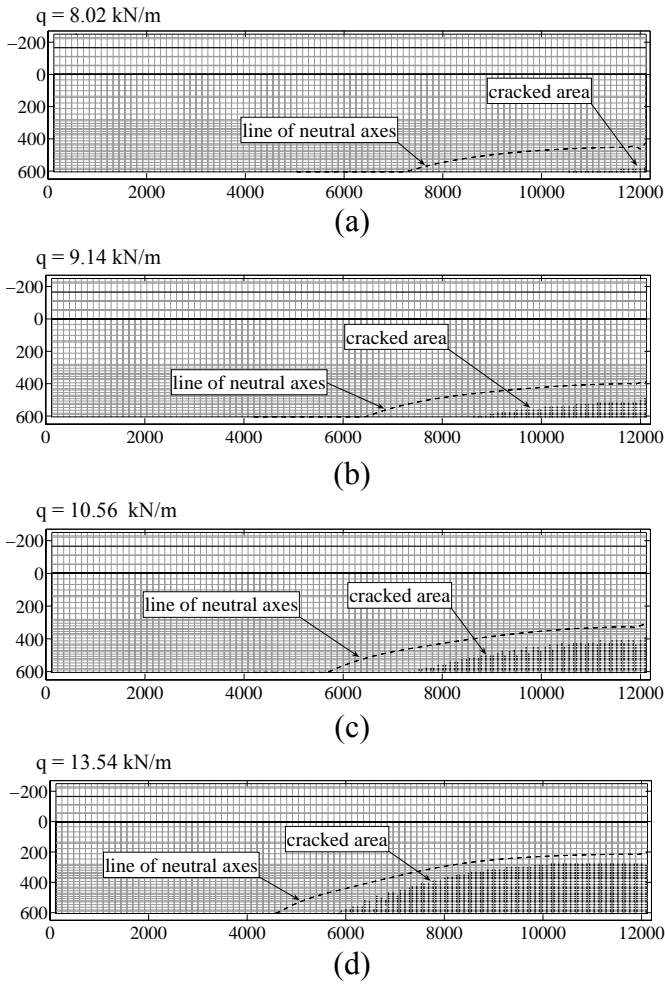 q = 8.02 kN/m
−200
0
cracked area
200
line of neutral axes
400
600
0 2000 4000 6000 8000 10000 12000
(a)
q = 9.14 kN/m
−200
0
cracked area
200
line of neutral axes
400
600
0 2000 4000 6000 8000 10000 12000
(b)
q = 10.56 kN/m
−200
0
line of neutral axes cracked area
200
400
600
0 2000 4000 6000 8000 10000 12000
(c)
q = 13.54 kN/m
−200
0
cracked area
200
line of neutral axes
400
600
0 2000 4000 6000 8000 10000 12000
(d)